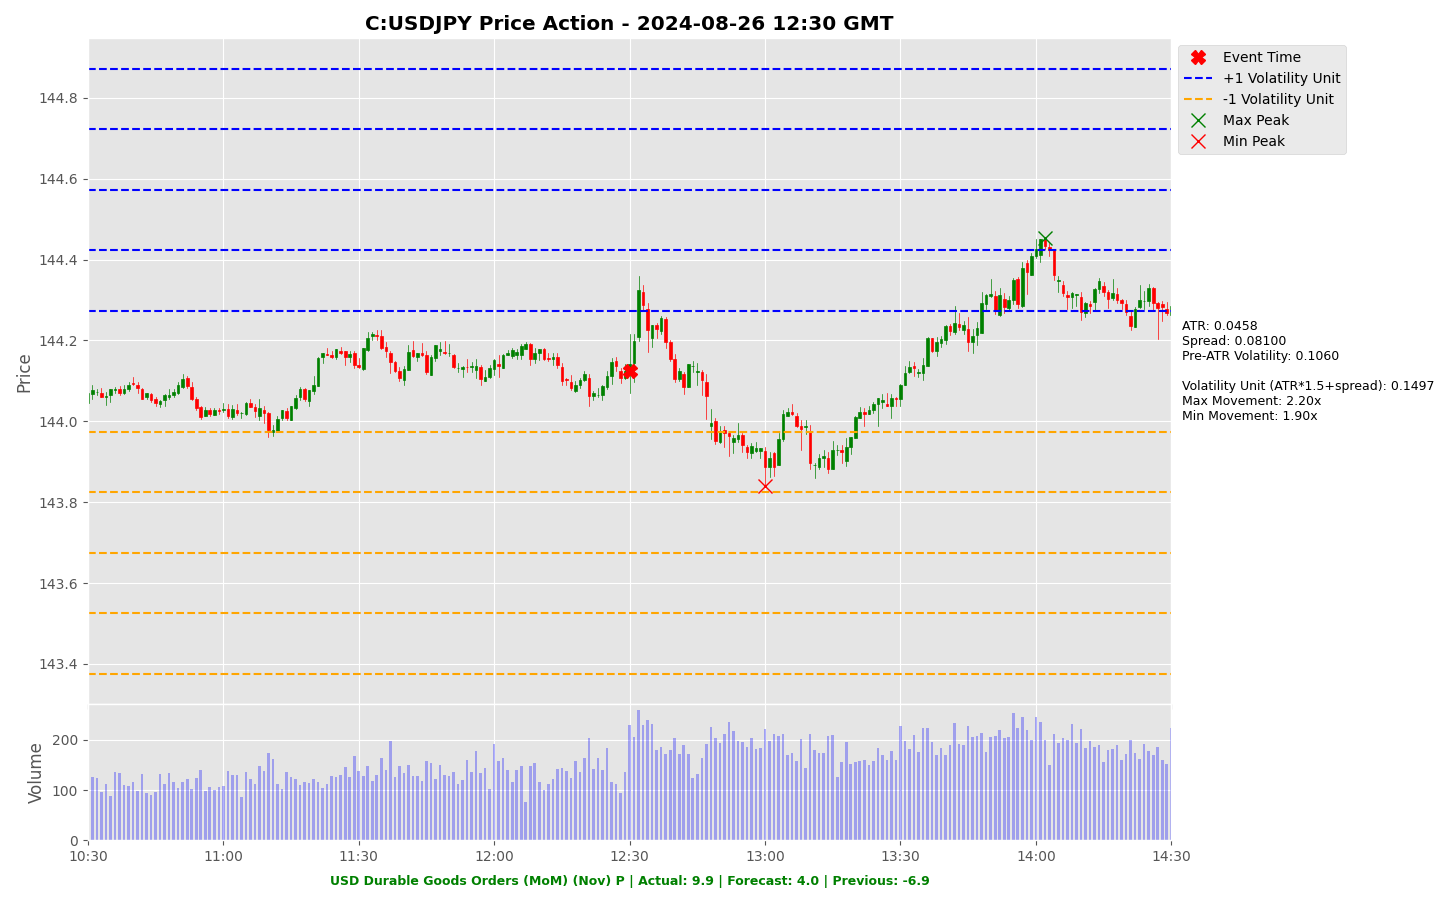 C:USDJPY Price Action - 2024-08-26 12:30 GMT
Event Time
+1 Volatility Unit
-1 Volatility Unit
Max Peak
Min Peak
Price
144.8
144.6
144.4
144.2
144.0
143.8
143.6
143.4
ATR: 0.0458
Spread: 0.08100
Pre-ATR Volatility: 0.1060
Volatility Unit (ATR*1.5+spread): 0.1497
Max Movement: 2.20x
Min Movement: 1.90x
Volume
200
100
0
10:30 11:00 11:30 12:00 12:30 13:00 13:30 14:00 14:30
USD Durable Goods Orders (MoM) (Nov) P | Actual: 9.9 | Forecast: 4.0 | Previous: -6.9